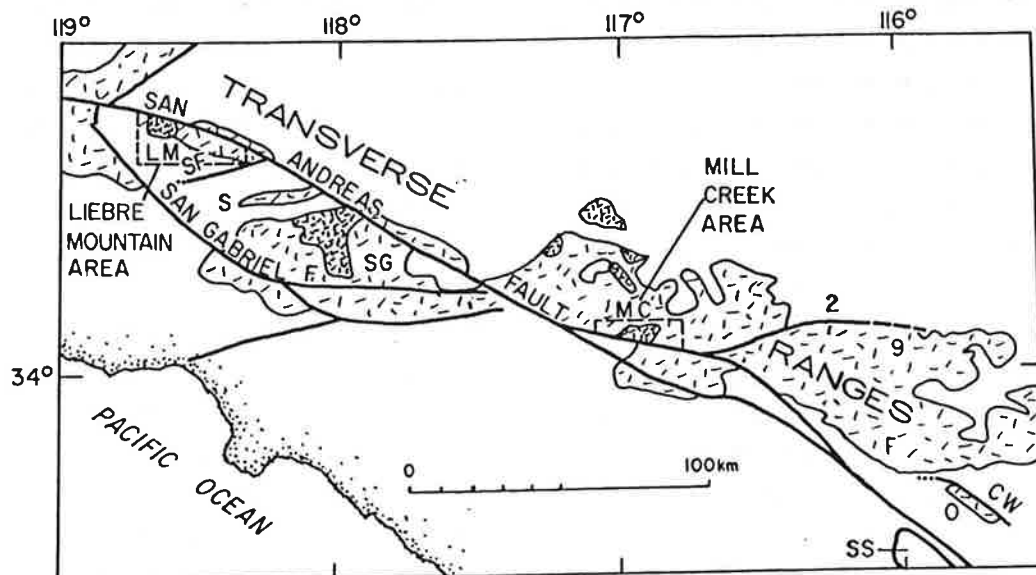 119° 118° 117° 116°
SAN
TRANSVERSE
ANDREAS
LM
SF
MILL
CREEK
AREA
S
LIEBRE
MOUNTAIN
AREA
SAN GABRIEL F.
SG
FAULT
MC
2
9
RANGES
F
34°
PACIFIC
OCEAN
0 100km
CW
O
SS